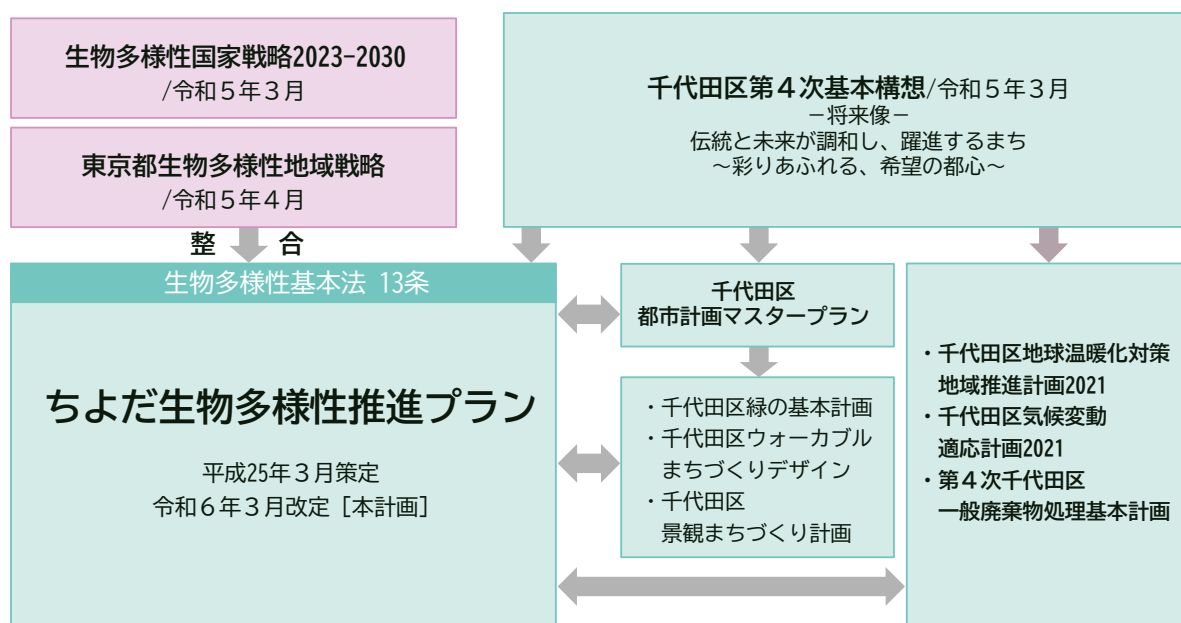 生物多様性国家戦略2023-2030
/令和５年３月
東京都生物多様性地域戦略
/令和５年４月
整 合
千代田区第４次基本構想/令和５年３月
－将来像－
伝統と未来が調和し、躍進するまち
～彩りあふれる、希望の都心～
生物多様性基本法 13条
ちよだ生物多様性推進プラン
平成25年３月策定
令和６年３月改定［本計画］
千代田区
都市計画マスタープラン
・千代田区緑の基本計画
・千代田区ウォーカブル
まちづくりデザイン
・千代田区
景観まちづくり計画
・千代田区地球温暖化対策
地域推進計画2021
・千代田区気候変動
適応計画2021
・第４次千代田区
一般廃棄物処理基本計画